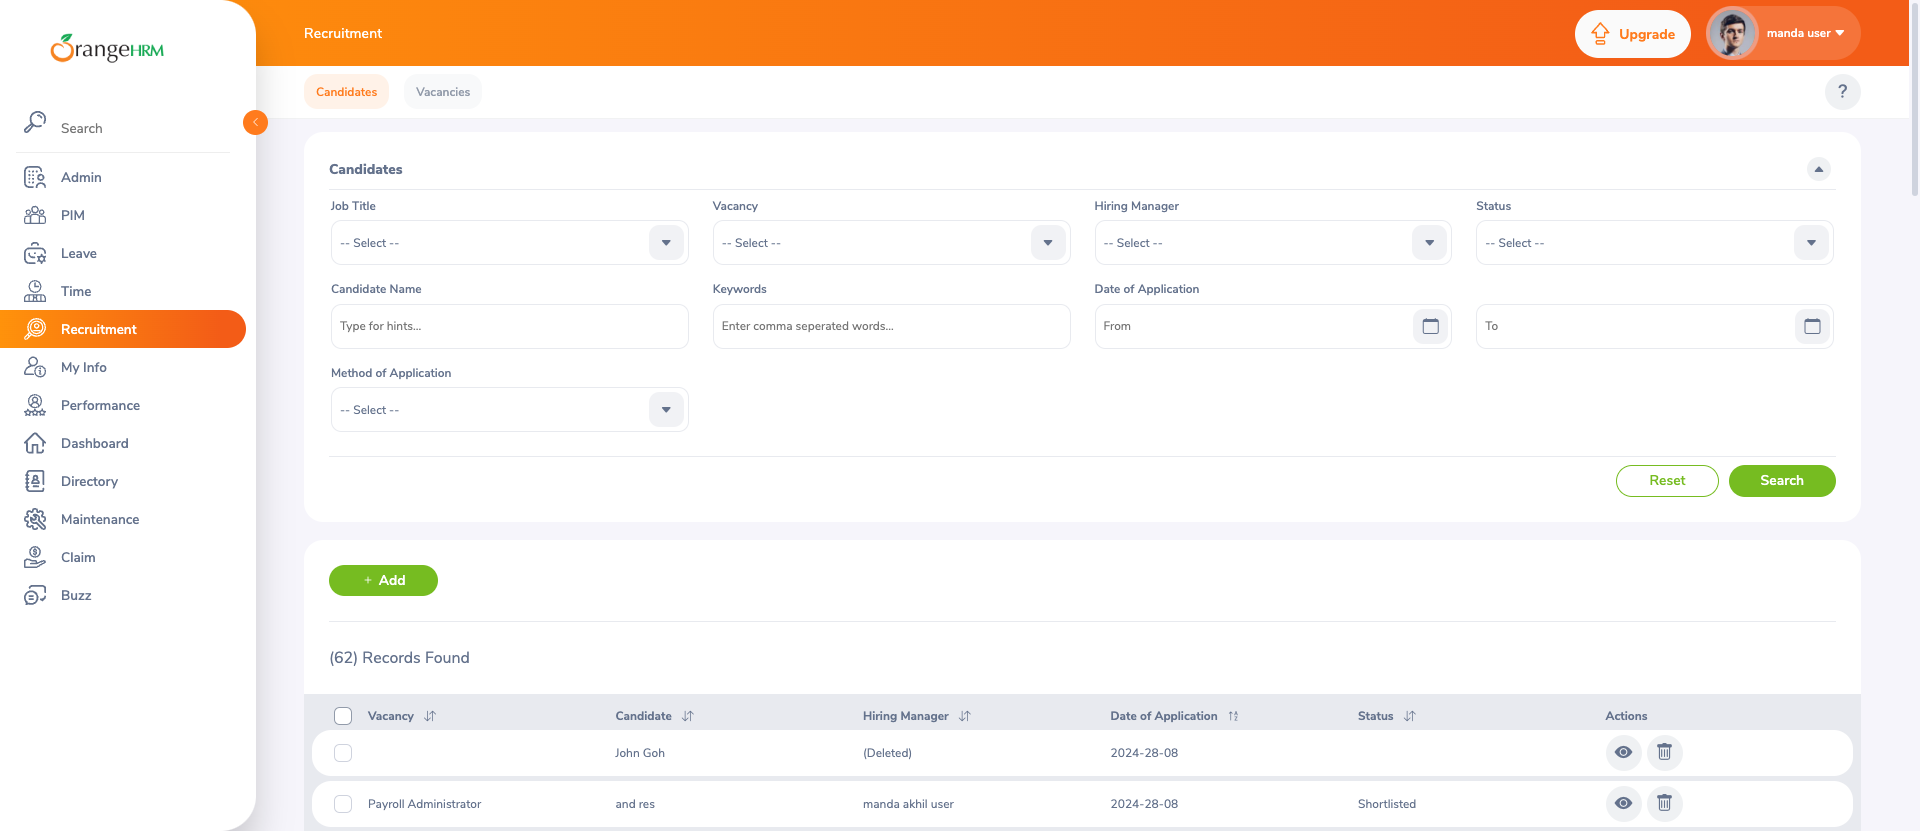 OrangeHRM
Recruitment
Upgrade
manda user
Candidates
Vacancies
?
Search
Admin
PIM
Leave
Time
Recruitment
My Info
Performance
Dashboard
Directory
Maintenance
Claim
Buzz
Candidates
Job Title
Vacancy
Hiring Manager
Status
-- Select --
-- Select --
-- Select --
-- Select --
Candidate Name
Keywords
Date of Application
Type for hints...
Enter comma seperated words...
From
To
Method of Application
-- Select --
Reset
Search
+ Add
(62) Records Found
Vacancy Candidate Hiring Manager Date of Application Status Actions
John Goh (Deleted) 2024-28-08
Payroll Administrator and res manda akhil user 2024-28-08 Shortlisted